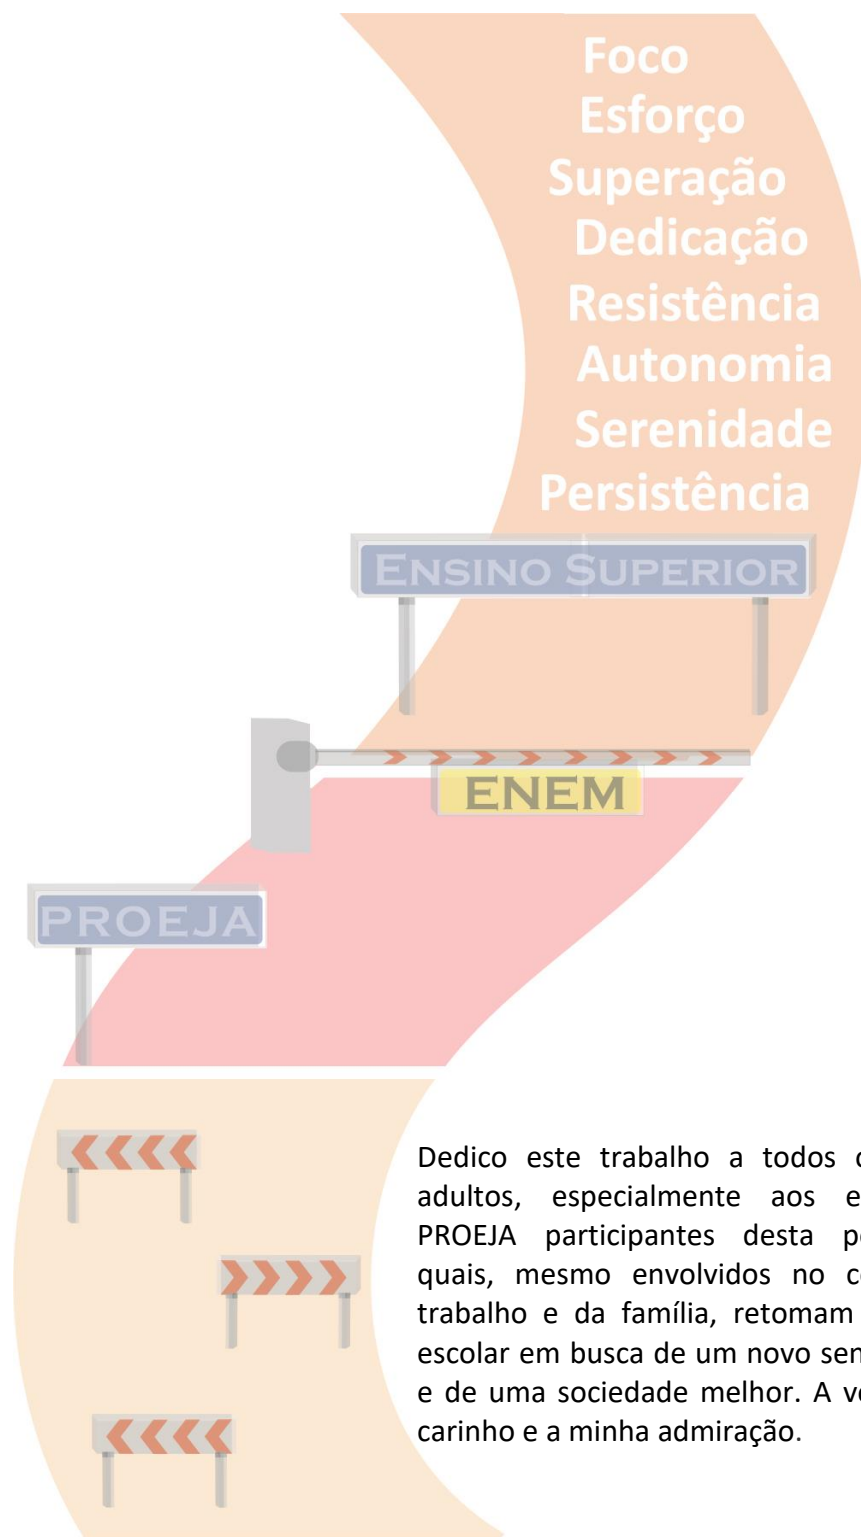 Foco
Esforço
Superação
Dedicação
Resistência
Autonomia
Serenidade
Persistência
ENSINO SUPERIOR
ENEM
PROEJA
Dedico este trabalho a todos
adultos, especialmente aos
PROEJA participantes desta
quais, mesmo envolvidos no
trabalho e da família, retomam
escolar em busca de um novo
e de uma sociedade melhor. A
carinho e a minha admiração.